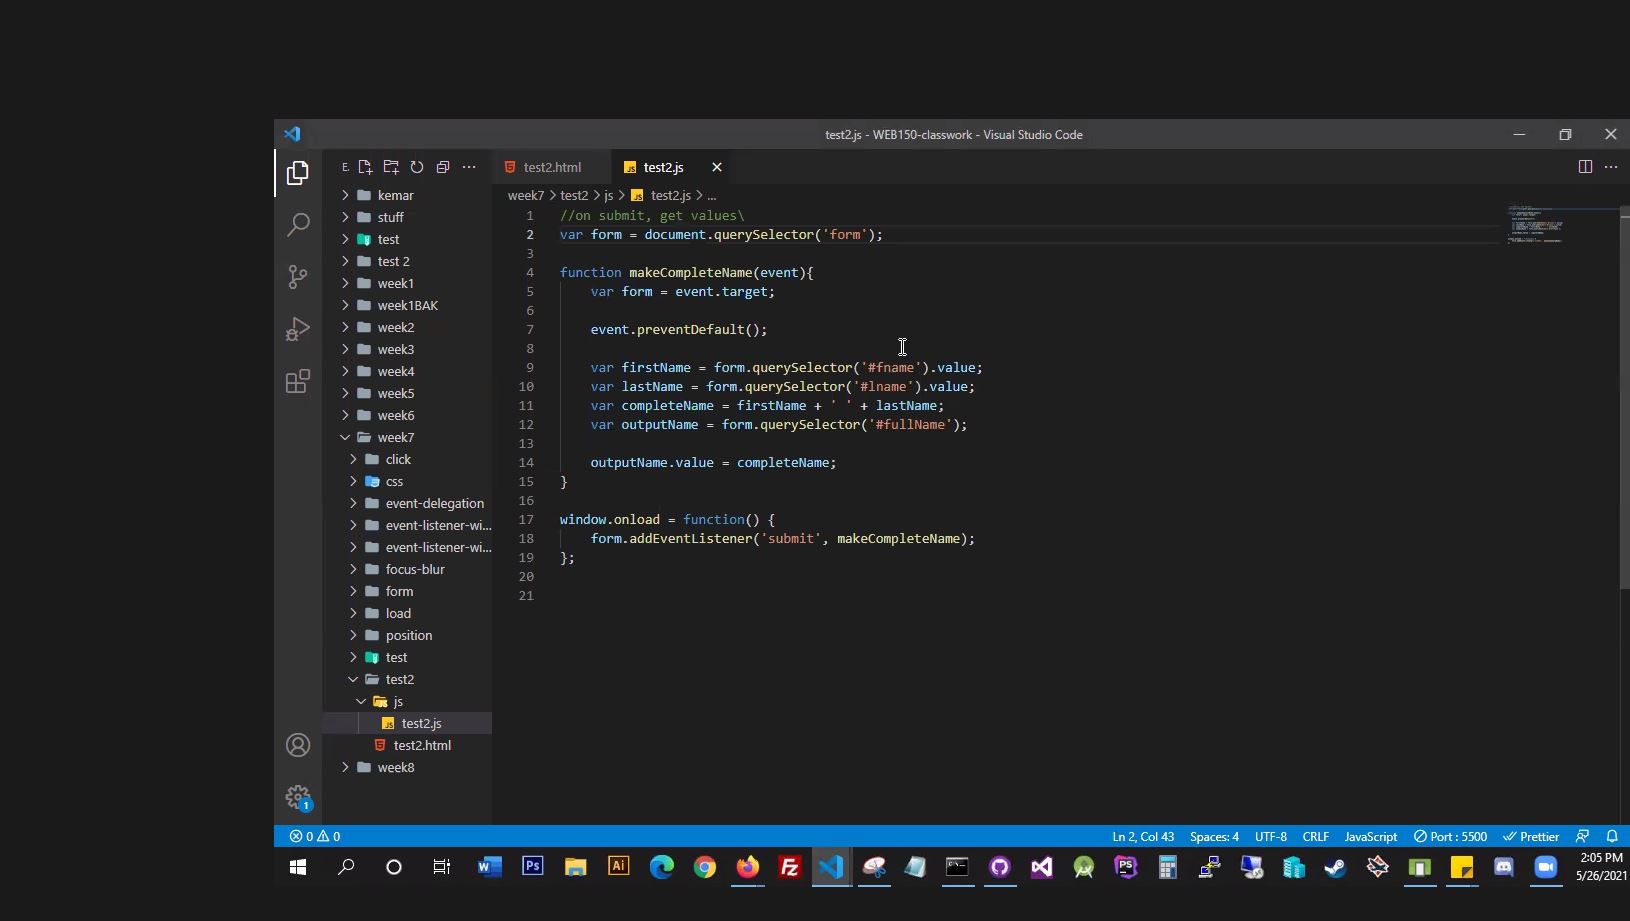 test2.js - WEB150-classwork - Visual Studio Code
E.
test2.html
test2.js
week7 > test2 > js > test2.js > ...
kemar
stuff
test
test 2
week1
week1BAK
week2
week3
week4
week5
week6
week7
click
css
event-delegation
event-listener-wi...
event-listener-wi...
focus-blur
form
load
position
test
test2
js
test2.js
test2.html
week8
1 //on submit, get values\
2 var form = document.querySelector('form');
3
4 function makeCompleteName(event){
5 var form = event.target;
6
7 event.preventDefault();
8
9 var firstName = form.querySelector('#fname').value;
10 var lastName = form.querySelector('#lname').value;
11 var completeName = firstName + ' ' + lastName;
12 var outputName = form.querySelector('#fullName');
13
14 outputName.value = completeName;
15 }
16
17 window.onload = function() {
18 form.addEventListener('submit', makeCompleteName);
19 };
20
21
1
0 0
Ln 2, Col 43 Spaces: 4 UTF-8 CRLF JavaScript Port : 5500 Prettier
W Ps Ai Fz PS
2:05 PM
5/26/2021